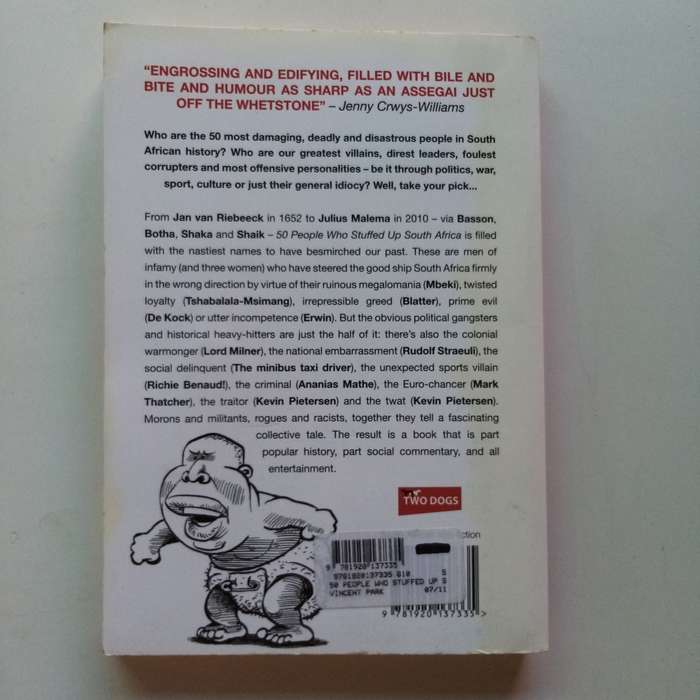 “ENGROSSING AND EDIFYING, FILLED WITH BILE AND
BITE AND HUMOUR AS SHARP AS AN ASSEGAI JUST
OFF THE WHETSTONE” – Jenny Crwys-Williams
Who are the 50 most damaging, deadly and disastrous people in South
African history? Who are our greatest villains, direst leaders, foulest
corrupters and most offensive personalities – be it through politics, war,
sport, culture or just their general idiocy? Well, take your pick...
From Jan van Riebeeck in 1652 to Julius Malema in 2010 – via Basson,
Botha, Shaka and Shaik – 50 People Who Stuffed Up South Africa is filled
with the nastiest names to have besmirched our past. These are men of
infamy (and three women) who have steered the good ship South Africa firmly
in the wrong direction by virtue of their ruinous megalomania (Mbeki), twisted
loyalty (Tshabalala-Msimang), irrepressible greed (Blatter), prime evil
(De Kock) or utter incompetence (Erwin). But the obvious political gangsters
and historical heavy-hitters are just the half of it: there’s also the colonial
warmonger (Lord Milner), the national embarrassment (Rudolf Straeuli), the
social delinquent (The minibus taxi driver), the unexpected sports villain
(Richie Benaud!), the criminal (Ananias Mathe), the Euro-chancer (Mark
Thatcher), the traitor (Kevin Pietersen) and the twat (Kevin Pietersen).
Morons and militants, rogues and racists, together they tell a fascinating
collective tale. The result is a book that is part
popular history, part social commentary, and all
entertainment.
TWO DOGS
9 781920 137335
9781920137335 010 S
50 PEOPLE WHO STUFFED UP S
VINCENT PARK 07/11
9 781920 137335 >